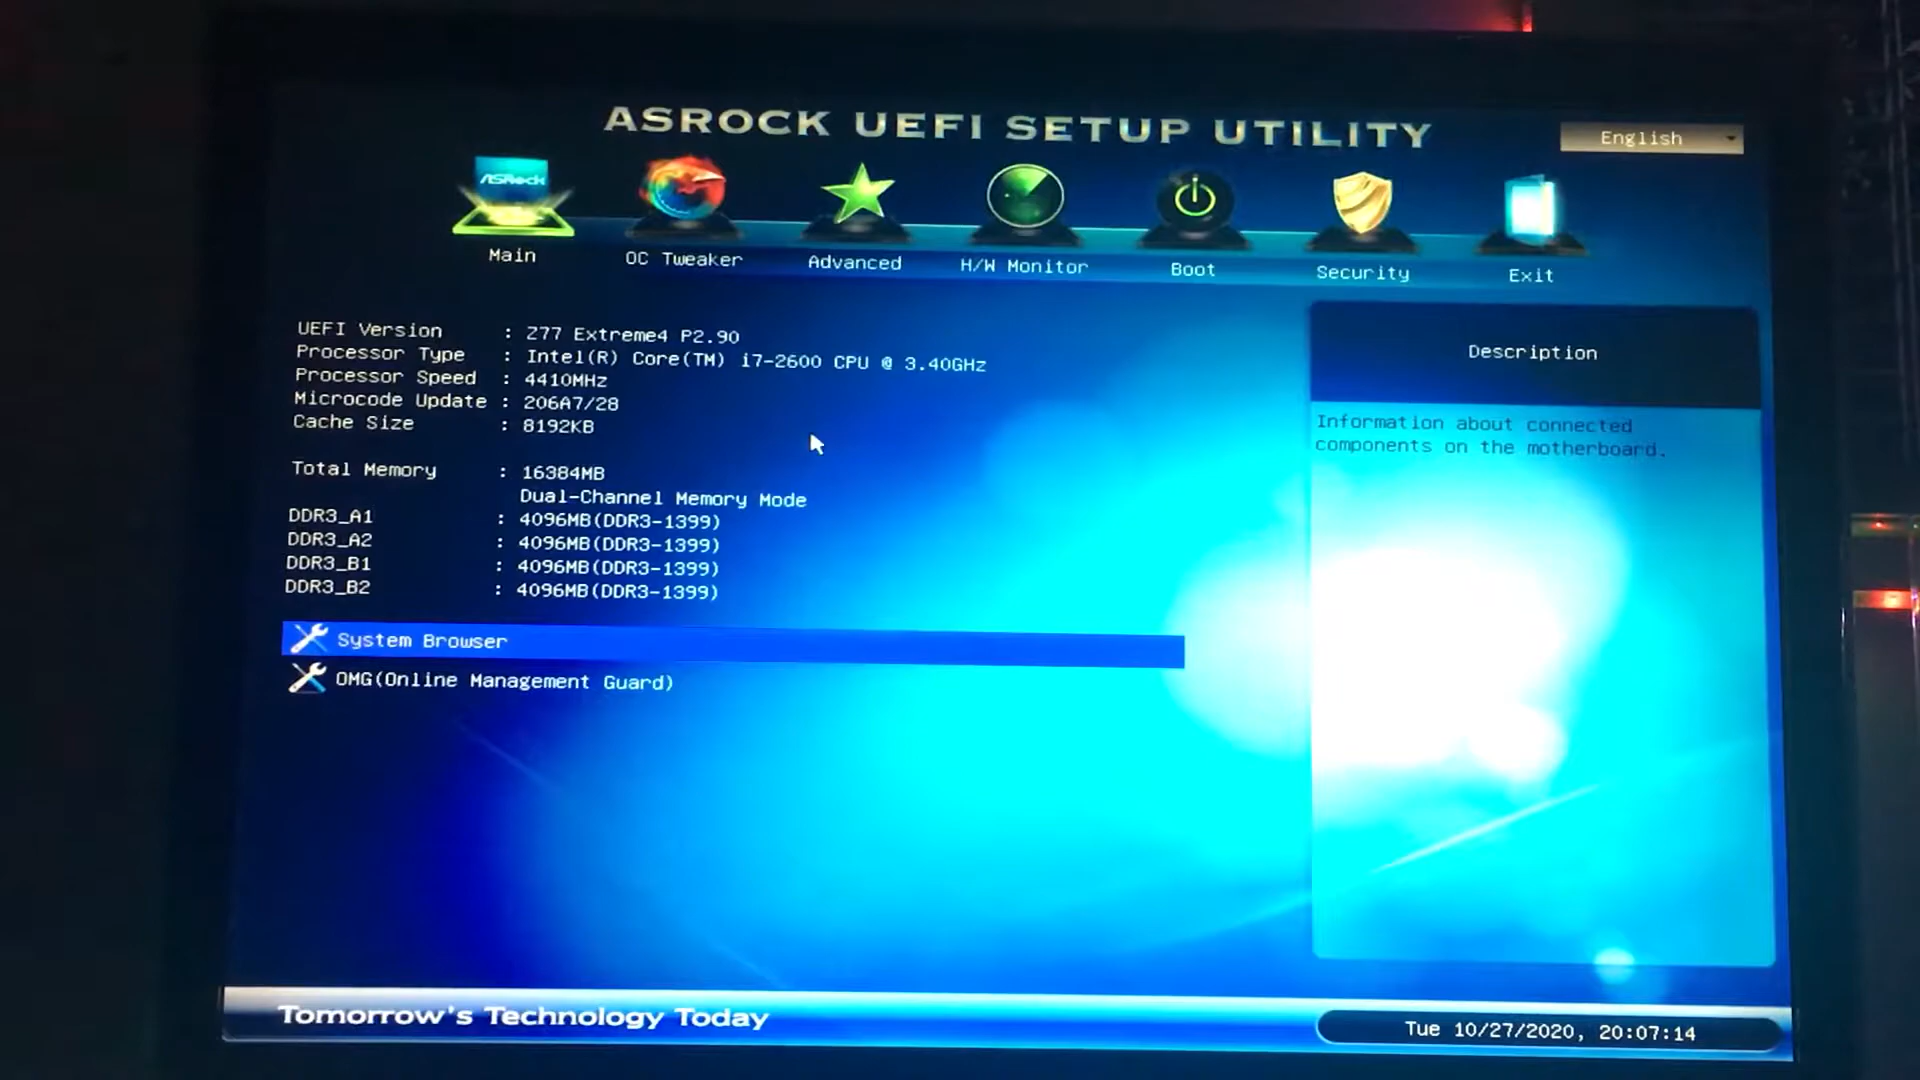 ASROCK UEFI SETUP UTILITY
English
ASRock
Main
OC Tweaker
Advanced
H/W Monitor
Boot
Security
Exit
UEFI Version : Z77 Extreme4 P2.90
Processor Type : Intel(R) Core(TM) i7-2600 CPU @ 3.40GHz
Processor Speed : 4410MHz
Microcode Update : 206A7/28
Cache Size : 8192KB
Total Memory : 16384MB
Dual-Channel Memory Mode
DDR3_A1 : 4096MB(DDR3-1399)
DDR3_A2 : 4096MB(DDR3-1399)
DDR3_B1 : 4096MB(DDR3-1399)
DDR3_B2 : 4096MB(DDR3-1399)
System Browser
OMG(Online Management Guard)
Description
Information about connected
components on the motherboard.
Tomorrow's Technology Today
Tue 10/27/2020, 20:07:14